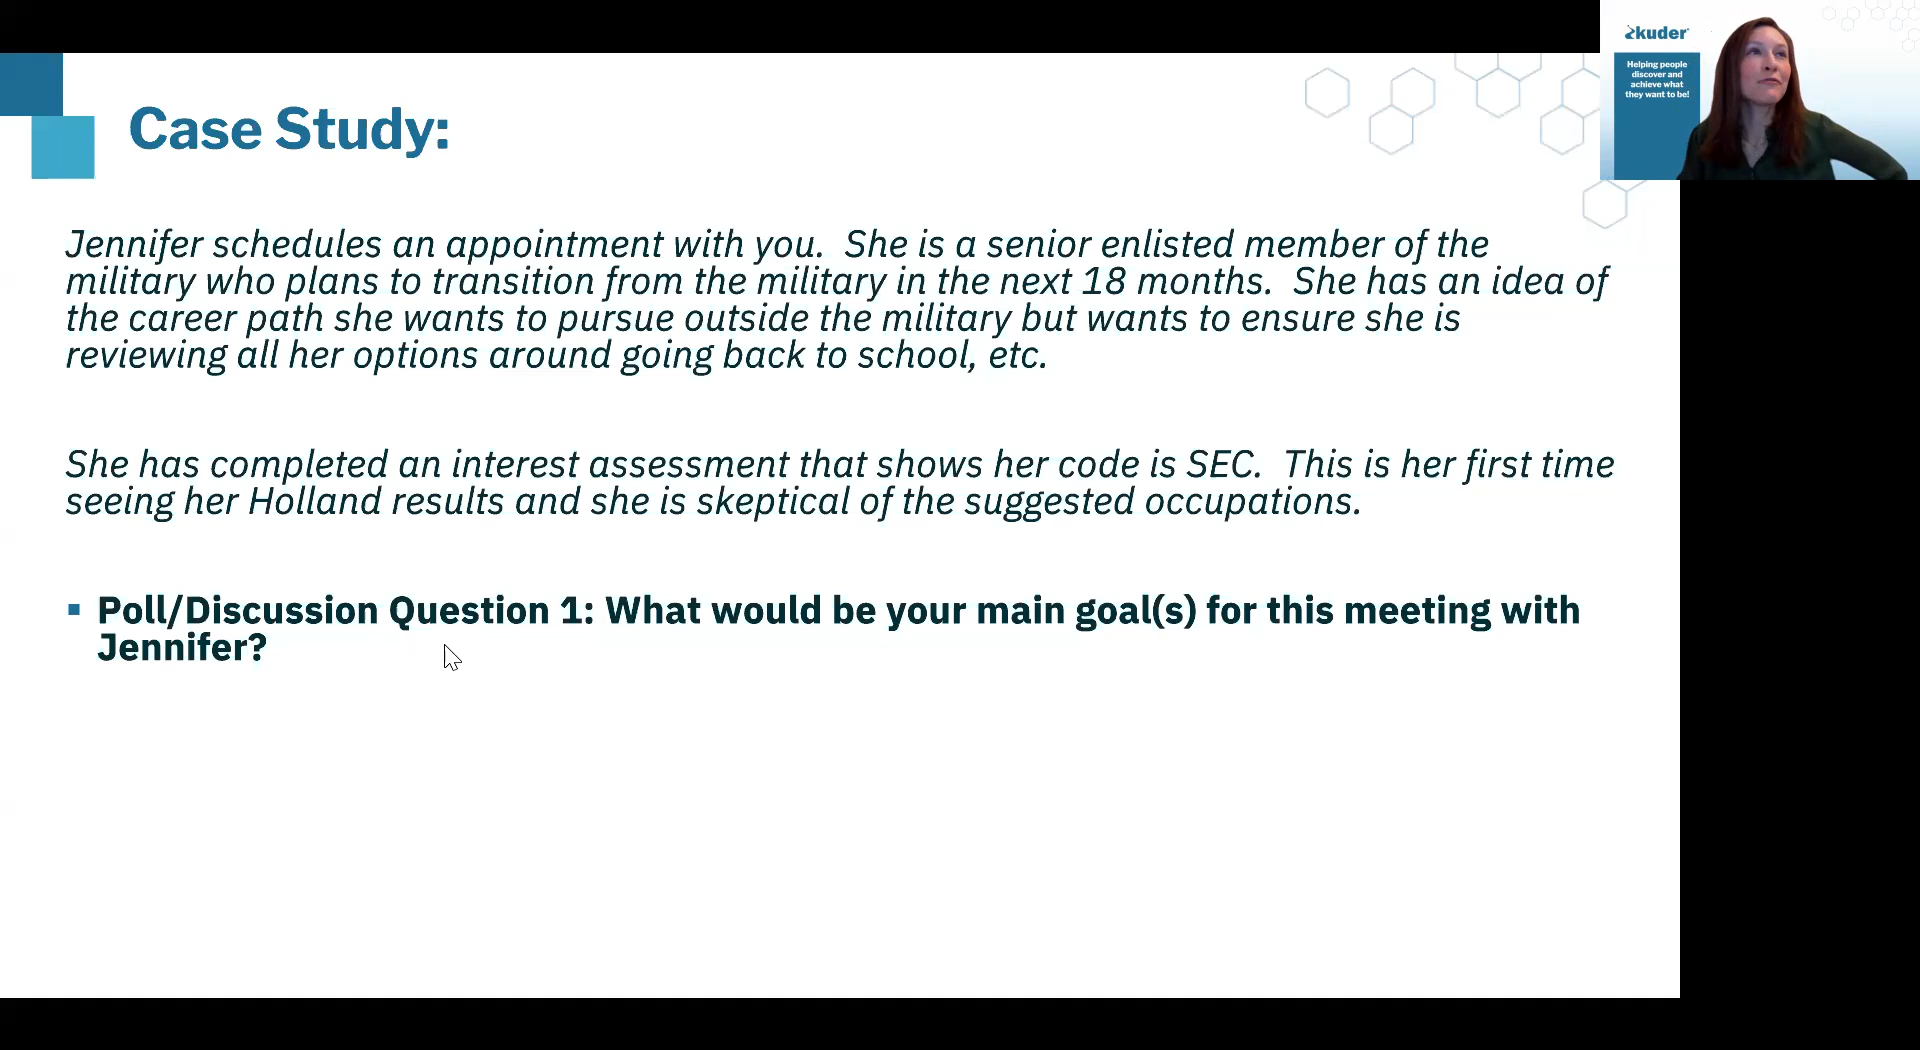 kuder
Helping people
discover and
achieve what
they want to be!
Case Study:
Jennifer schedules an appointment with you.  She is a senior enlisted member of the
military who plans to transition from the military in the next 18 months.  She has an idea of
the career path she wants to pursue outside the military but wants to ensure she is
reviewing all her options around going back to school, etc.
She has completed an interest assessment that shows her code is SEC.  This is her first time
seeing her Holland results and she is skeptical of the suggested occupations.
▪ Poll/Discussion Question 1: What would be your main goal(s) for this meeting with
Jennifer?